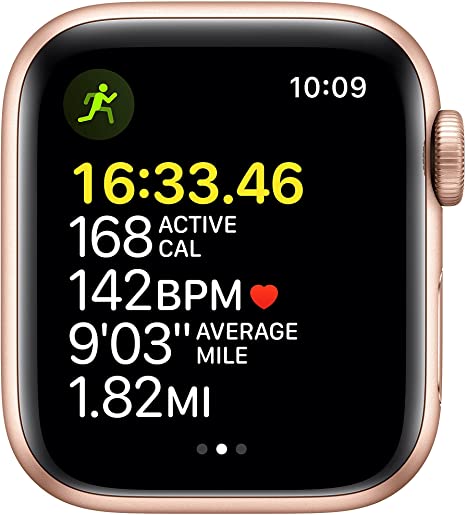 10:09
16:33.46
168 ACTIVE CAL
142BPM
9'03" AVERAGE MILE
1.82MI